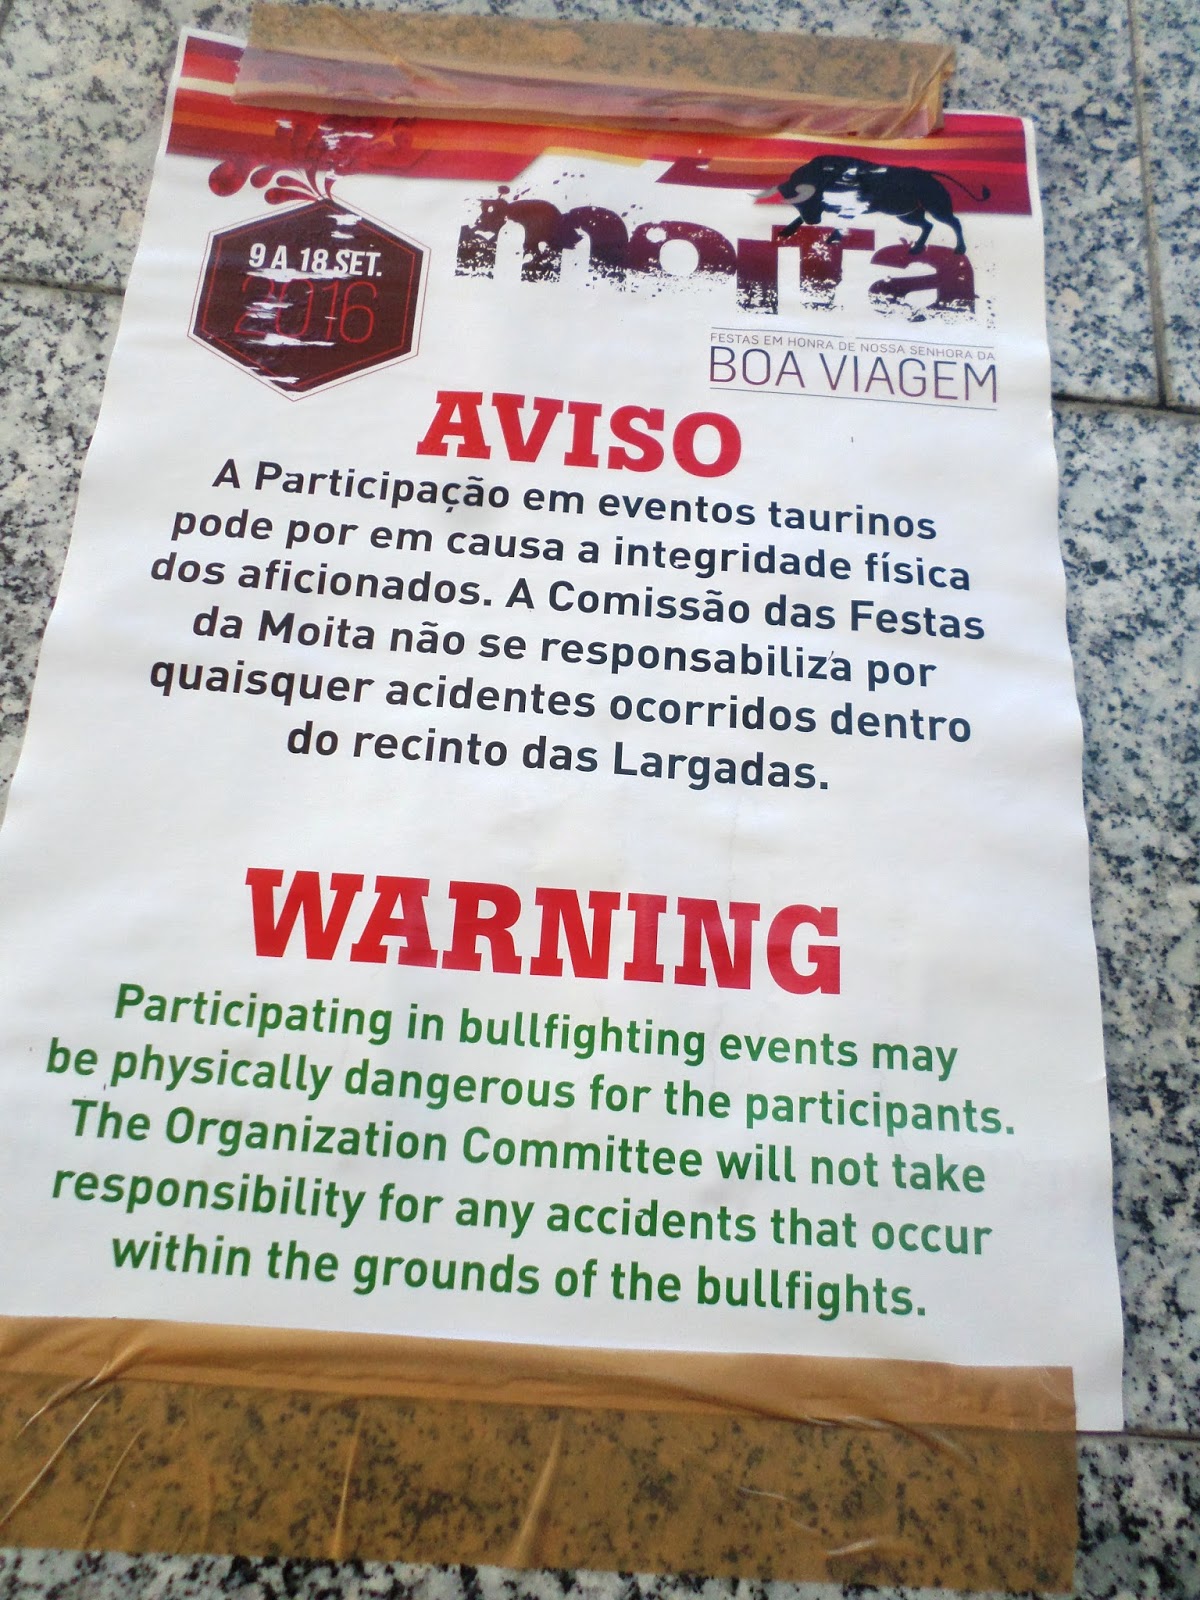 9 A 18 SET.
2016
moita
FESTAS EM HONRA DE NOSSA SENHORA DA
BOA VIAGEM
AVISO
A Participação em eventos taurinos
pode por em causa a integridade física
dos aficionados. A Comissão das Festas
da Moita não se responsabiliza por
quaisquer acidentes ocorridos dentro
do recinto das Largadas.
WARNING
Participating in bullfighting events may
be physically dangerous for the participants.
The Organization Committee will not take
responsibility for any accidents that occur
within the grounds of the bullfights.